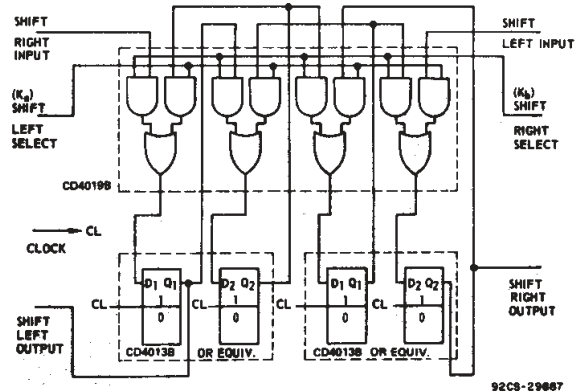 SHIFT
RIGHT
INPUT
SHIFT
LEFT INPUT
(Ka)
SHIFT
LEFT
SELECT
(Kb)
SHIFT
RIGHT
SELECT
CD4019B
CL
CLOCK
D1 Q1
1
0
D2 Q2
1
0
D1 Q1
1
0
D2 Q2
1
0
CL
CL
CL
CL
SHIFT
LEFT
OUTPUT
SHIFT
RIGHT
OUTPUT
CD4013B OR EQUIV.
CD4013B OR EQUIV.
92CS-29887